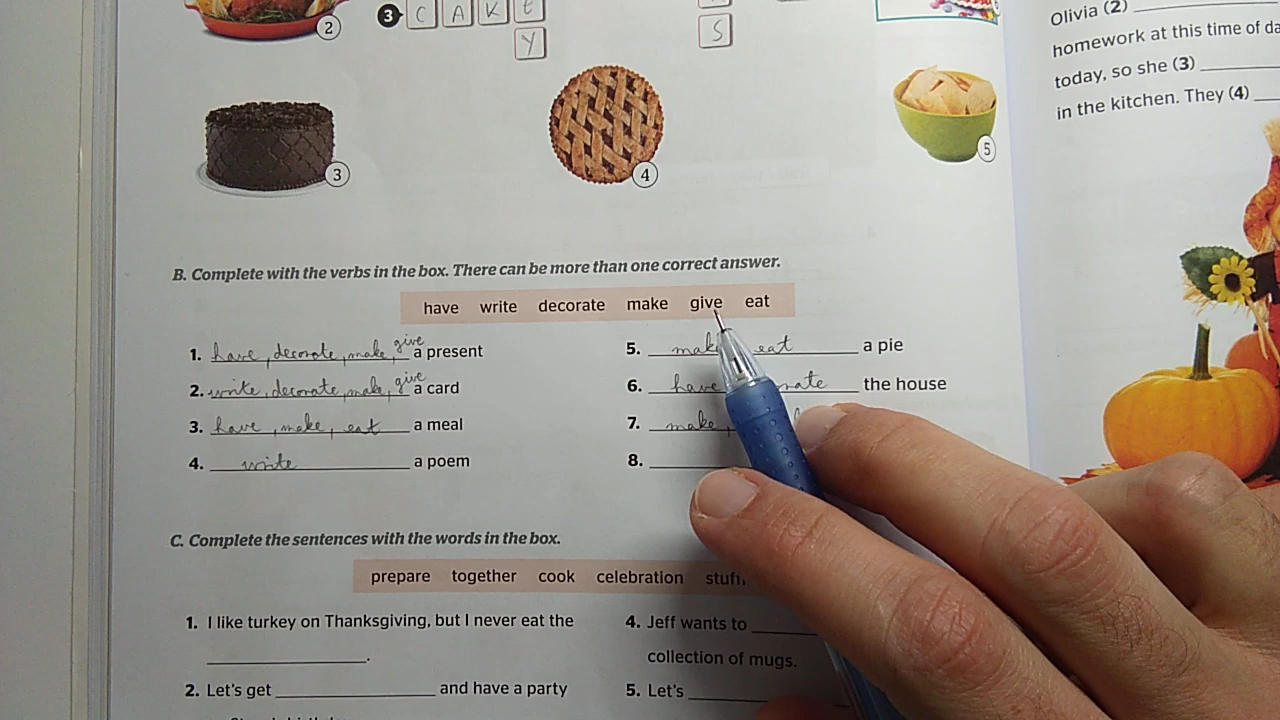 2
3 C A K E
Y
S
Olivia (2)
homework at this time of da
today, so she (3)
in the kitchen. They (4)
3
4
5
B. Complete with the verbs in the box. There can be more than one correct answer.
have write decorate make give eat
1. have, decorate, make, give a present
2. write, decorate, make, give a card
3. have, make, eat a meal
4. write a poem
5. make eat a pie
6. have rate the house
7. make,
8.
C. Complete the sentences with the words in the box.
prepare together cook celebration
1. I like turkey on Thanksgiving, but I never eat the
.
2. Let's get and have a party
4. Jeff wants to
collection of mugs.
5. Let's